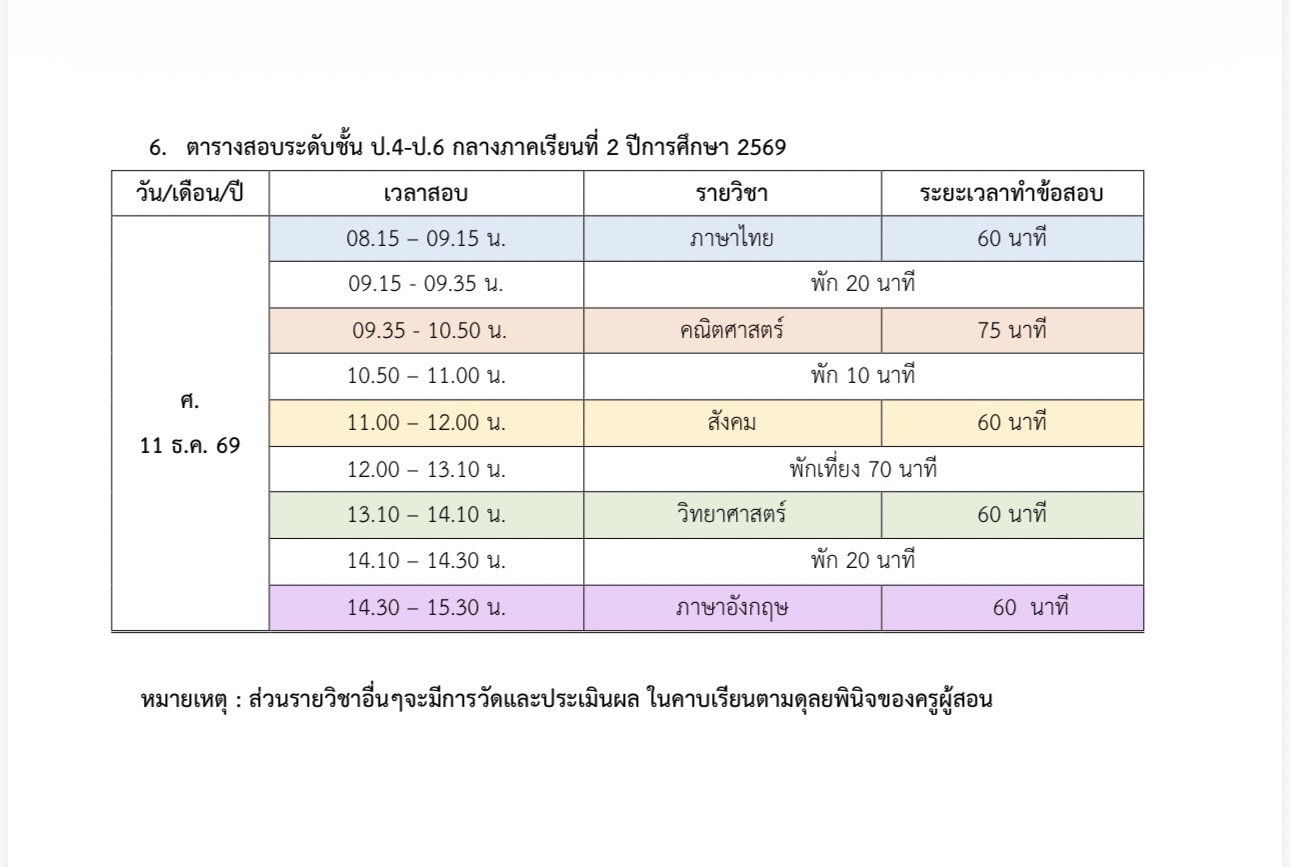 6. ตารางสอบระดับชั้น ป.4-ป.6 กลางภาคเรียนที่ 2 ปีการศึกษา 2569
วัน/เดือน/ปี เวลาสอบ รายวิชา ระยะเวลาทำข้อสอบ
08.15 – 09.15 น. ภาษาไทย 60 นาที
09.15 - 09.35 น. พัก 20 นาที
09.35 - 10.50 น. คณิตศาสตร์ 75 นาที
10.50 – 11.00 น. พัก 10 นาที
ศ.
11 ธ.ค. 69
11.00 – 12.00 น. สังคม 60 นาที
12.00 – 13.10 น. พักเที่ยง 70 นาที
13.10 – 14.10 น. วิทยาศาสตร์ 60 นาที
14.10 – 14.30 น. พัก 20 นาที
14.30 – 15.30 น. ภาษาอังกฤษ 60 นาที
หมายเหตุ : ส่วนรายวิชาอื่นๆจะมีการวัดและประเมินผล ในคาบเรียนตามดุลยพินิจของครูผู้สอน